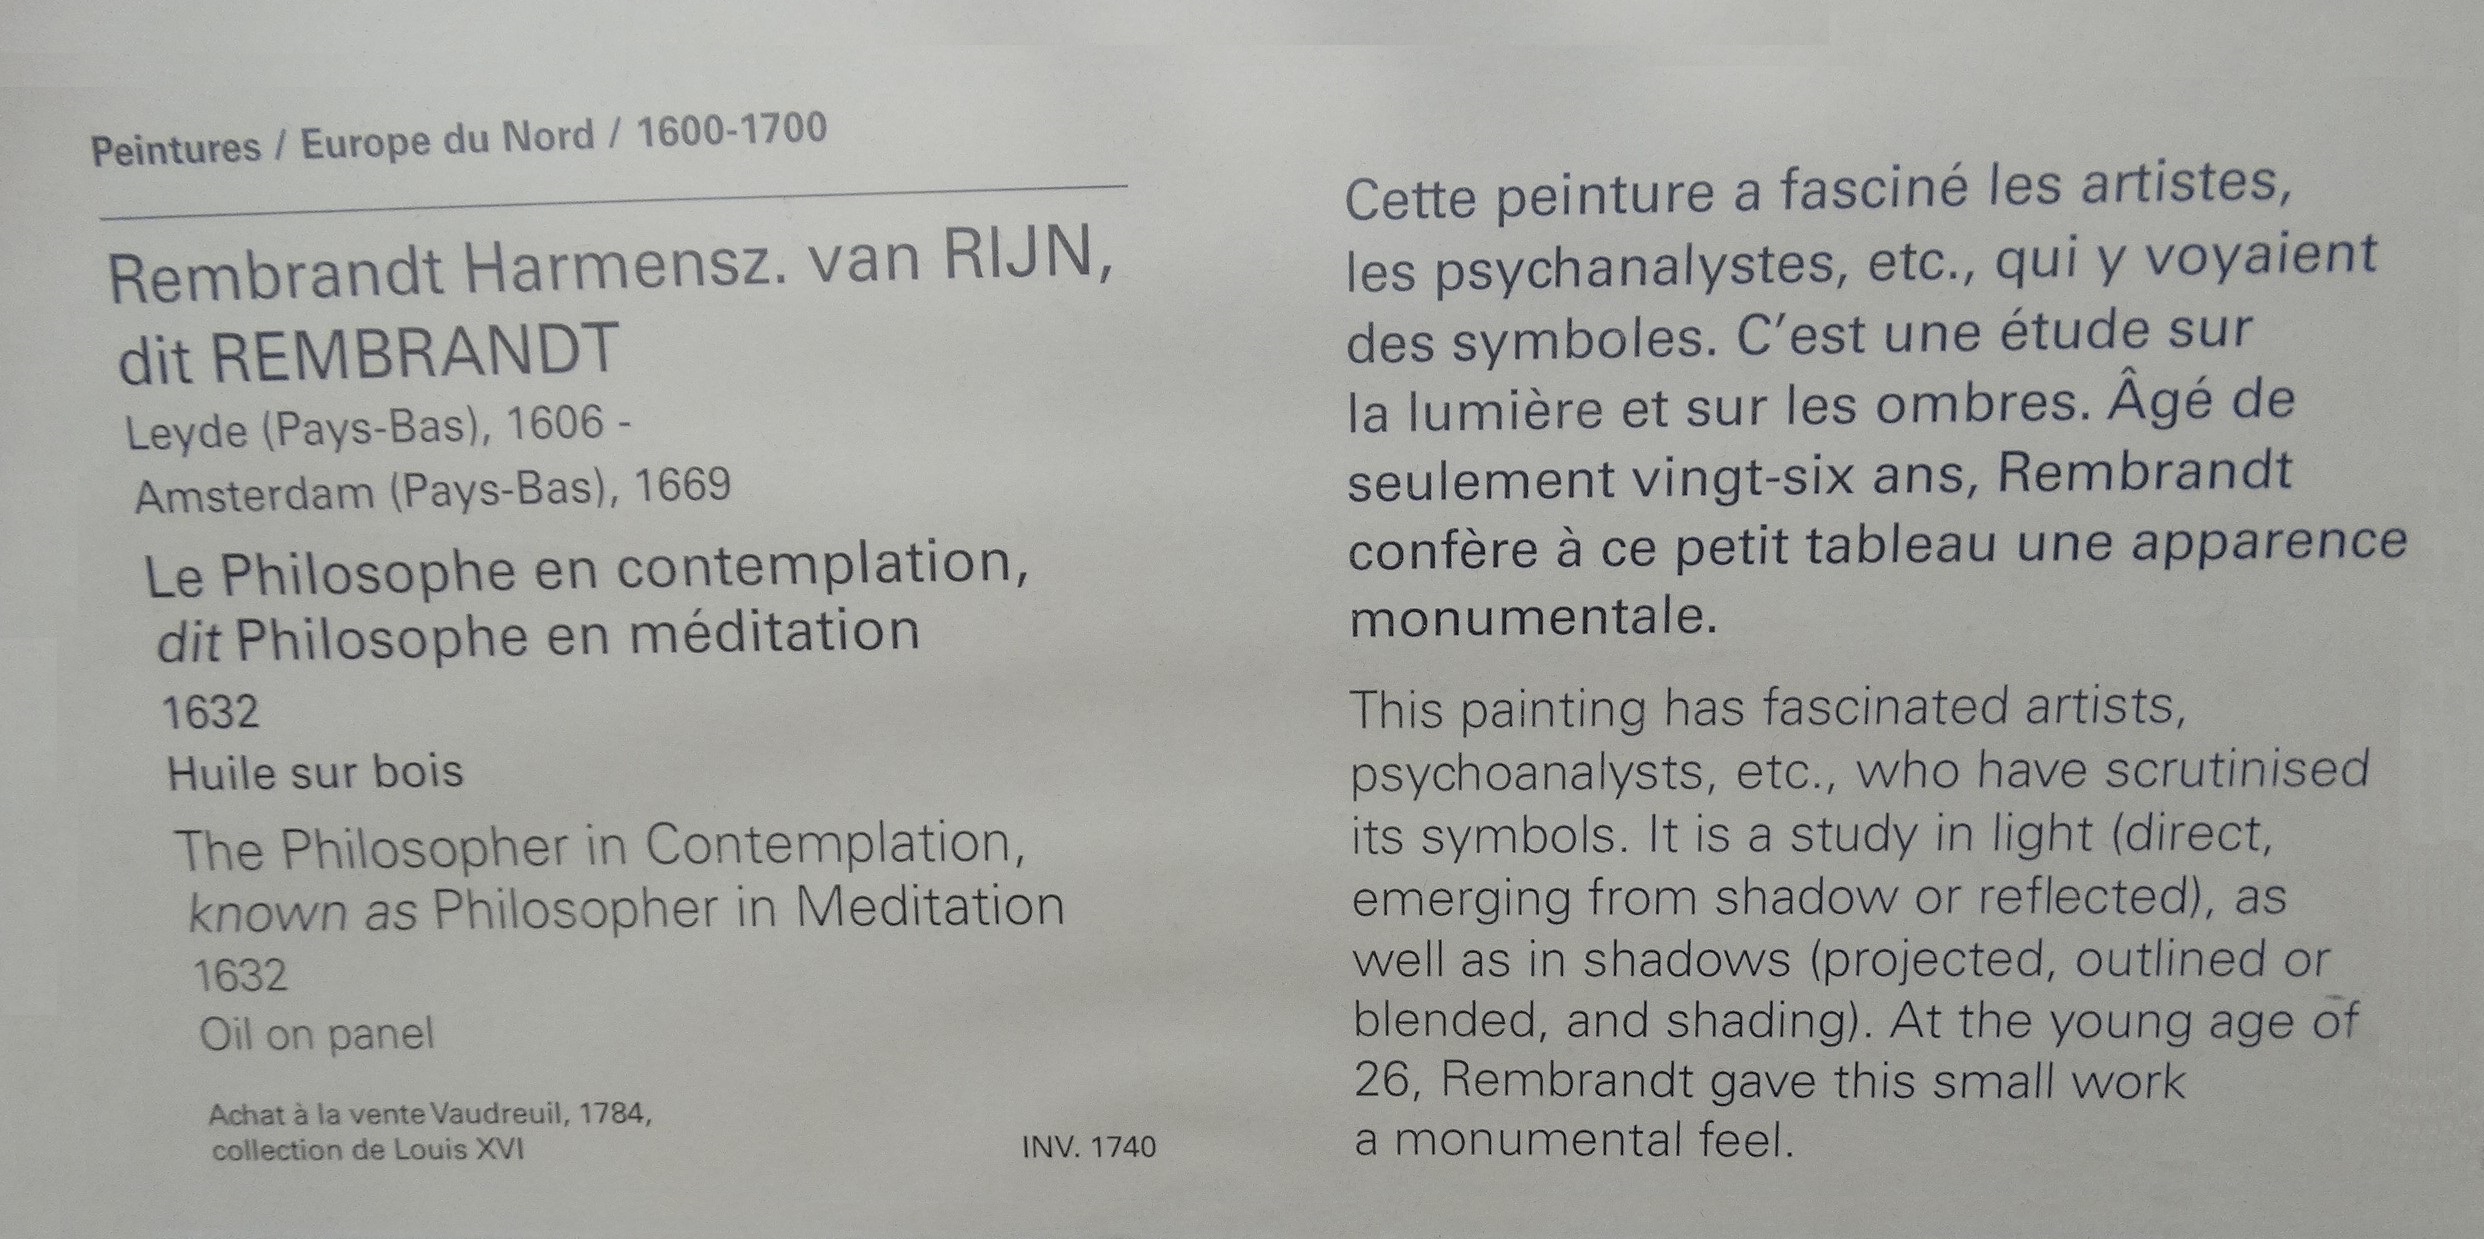 Peintures / Europe du Nord / 1600-1700
Rembrandt Harmensz. van RIJN,
dit REMBRANDT
Leyde (Pays-Bas), 1606 -
Amsterdam (Pays-Bas), 1669
Le Philosophe en contemplation,
dit Philosophe en méditation
1632
Huile sur bois
The Philosopher in Contemplation,
known as Philosopher in Meditation
1632
Oil on panel
Achat à la vente Vaudreuil, 1784,
collection de Louis XVI
INV. 1740
Cette peinture a fasciné les artistes,
les psychanalystes, etc., qui y voyaient
des symboles. C'est une étude sur
la lumière et sur les ombres. Âgé de
seulement vingt-six ans, Rembrandt
confère à ce petit tableau une apparence
monumentale.
This painting has fascinated artists,
psychoanalysts, etc., who have scrutinised
its symbols. It is a study in light (direct,
emerging from shadow or reflected), as
well as in shadows (projected, outlined or
blended, and shading). At the young age of
26, Rembrandt gave this small work
a monumental feel.